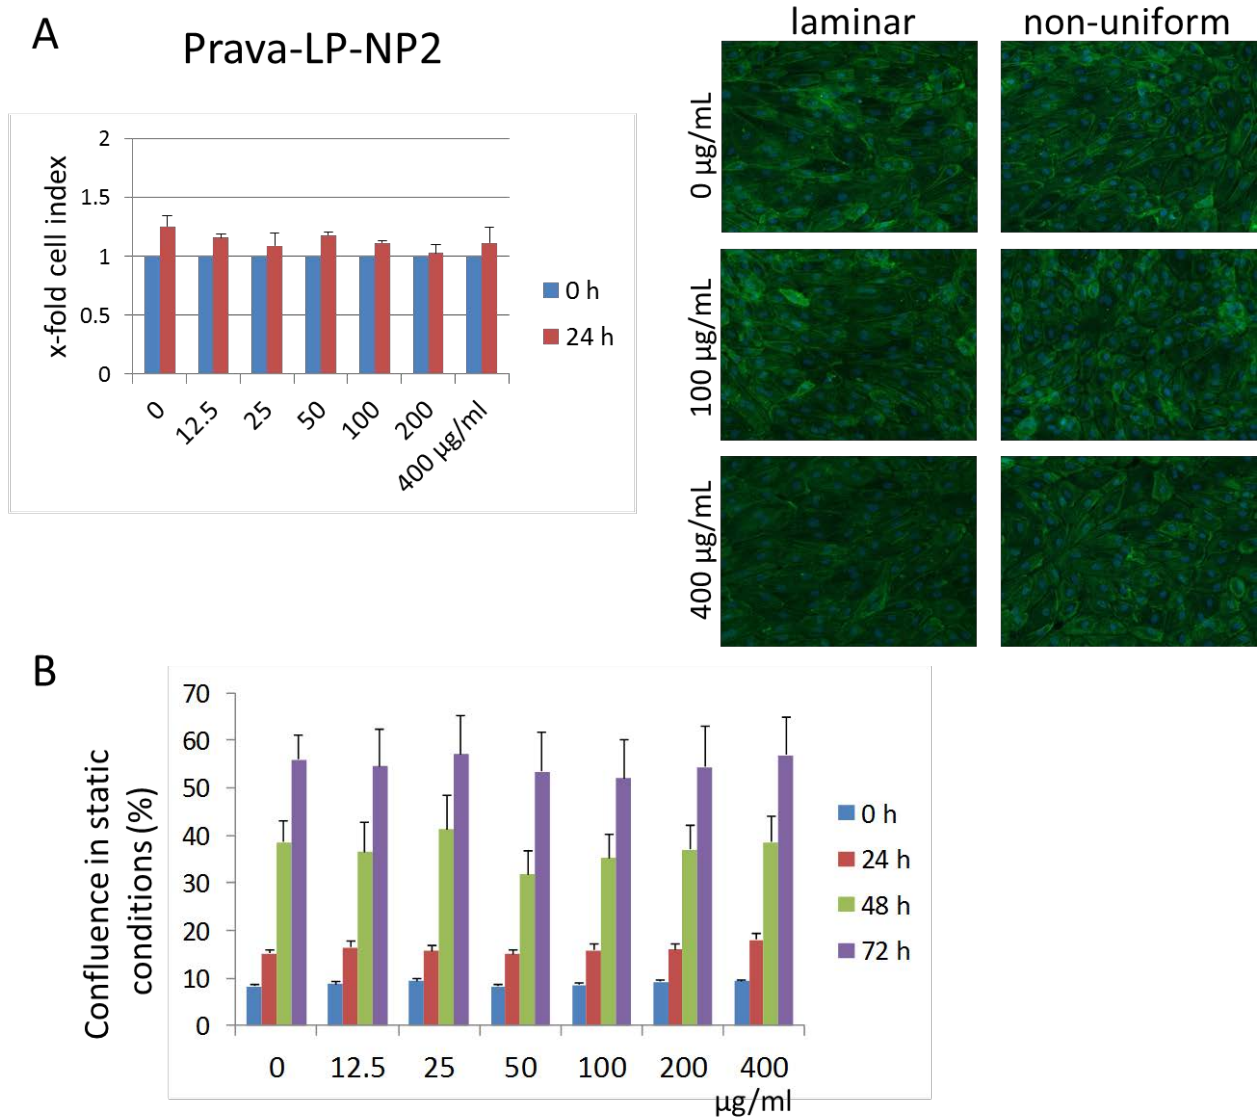 A
Prava-LP-NP2
x-fold cell index
2
1.5
1
0.5
0
0
12.5
25
50
100
200
400 µg/ml
0 h
24 h
laminar
non-uniform
0 µg/mL
100 µg/mL
400 µg/mL
B
Confluence in static
conditions (%)
70
60
50
40
30
20
10
0
0
12.5
25
50
100
200
400
µg/ml
0 h
24 h
48 h
72 h